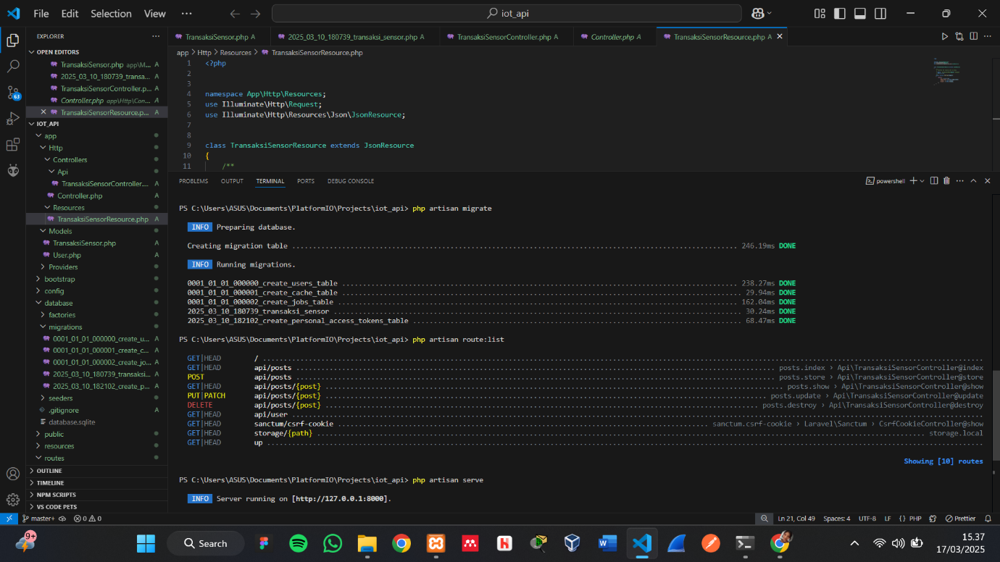 File Edit Selection View ··· iot_api
EXPLORER ···
OPEN EDITORS
TransaksiSensor.php app\M... A
2025_03_10_180739_transa... A
TransaksiSensorController.p... A
Controller.php app\Http\Con... A
TransaksiSensorResource.p... A
IOT_API
app
Http
Controllers
Api
TransaksiSensorController.... A
Controller.php A
Resources
TransaksiSensorResource.php A
Models
TransaksiSensor.php A
User.php A
Providers
bootstrap
config
database
factories
migrations
0001_01_01_000000_create_u... A
0001_01_01_000001_create_c... A
0001_01_01_000002_create_jo... A
2025_03_10_180739_transaksi... A
2025_03_10_182102_create_p... A
seeders
.gitignore A
database.sqlite
public
resources
routes
OUTLINE
TIMELINE
NPM SCRIPTS
VS CODE PETS
63
TransaksiSensor.php A 2025_03_10_180739_transaksi_sensor.php A TransaksiSensorController.php A Controller.php A TransaksiSensorResource.php A
app > Http > Resources > TransaksiSensorResource.php
1 <?php
2
3
4 namespace App\Http\Resources;
5 use Illuminate\Http\Request;
6 use Illuminate\Http\Resources\Json\JsonResource;
7
8
9 class TransaksiSensorResource extends JsonResource
10 {
11 /**
PROBLEMS OUTPUT TERMINAL PORTS DEBUG CONSOLE powershell
PS C:\Users\ASUS\Documents\PlatformIO\Projects\iot_api> php artisan migrate
INFO Preparing database.
Creating migration table ........ 246.19ms DONE
INFO Running migrations.
0001_01_01_000000_create_users_table ........ 238.27ms DONE
0001_01_01_000001_create_cache_table ........ 29.94ms DONE
0001_01_01_000002_create_jobs_table ........ 162.04ms DONE
2025_03_10_180739_transaksi_sensor ........ 30.24ms DONE
2025_03_10_182102_create_personal_access_tokens_table ........ 68.47ms DONE
PS C:\Users\ASUS\Documents\PlatformIO\Projects\iot_api> php artisan route:list
GET|HEAD / ........
GET|HEAD api/posts ........ posts.index › Api\TransaksiSensorController@index
POST api/posts ........ posts.store › Api\TransaksiSensorController@store
GET|HEAD api/posts/{post} ........ posts.show › Api\TransaksiSensorController@show
PUT|PATCH api/posts/{post} ........ posts.update › Api\TransaksiSensorController@update
DELETE api/posts/{post} ........ posts.destroy › Api\TransaksiSensorController@destroy
GET|HEAD api/user ........
GET|HEAD sanctum/csrf-cookie ........ sanctum.csrf-cookie › Laravel\Sanctum › CsrfCookieController@show
GET|HEAD storage/{path} ........ storage.local
GET|HEAD up ........
Showing [10] routes
PS C:\Users\ASUS\Documents\PlatformIO\Projects\iot_api> php artisan serve
INFO Server running on [http://127.0.0.1:8000].
master+ 0 0 Ln 21, Col 49 Spaces: 4 UTF-8 LF {} PHP Prettier
9+ Search 15.37
17/03/2025